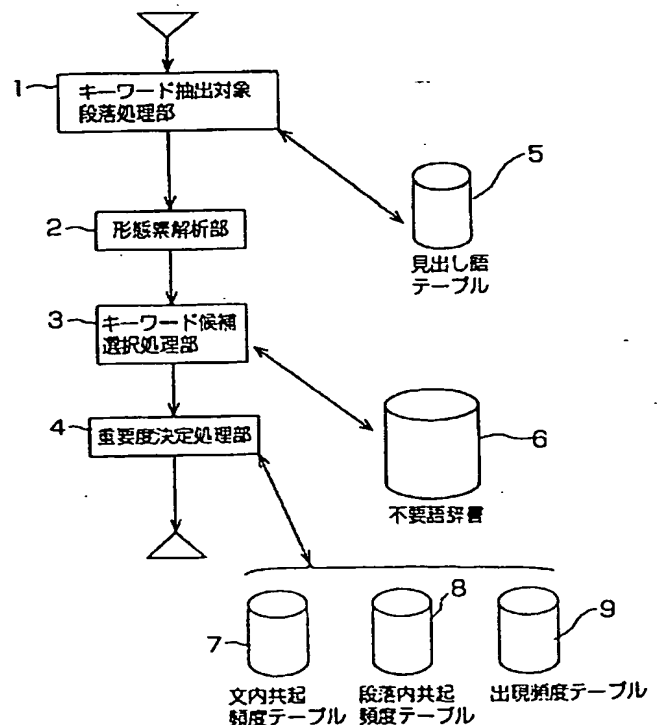 1
キーワード抽出対象
段落処理部
5
見出し語
テーブル
2
形態素解析部
3
キーワード候補
選択処理部
4
重要度決定処理部
6
不要語辞書
7
文内共起
頻度テーブル
8
段落内共起
頻度テーブル
9
出現頻度テーブル